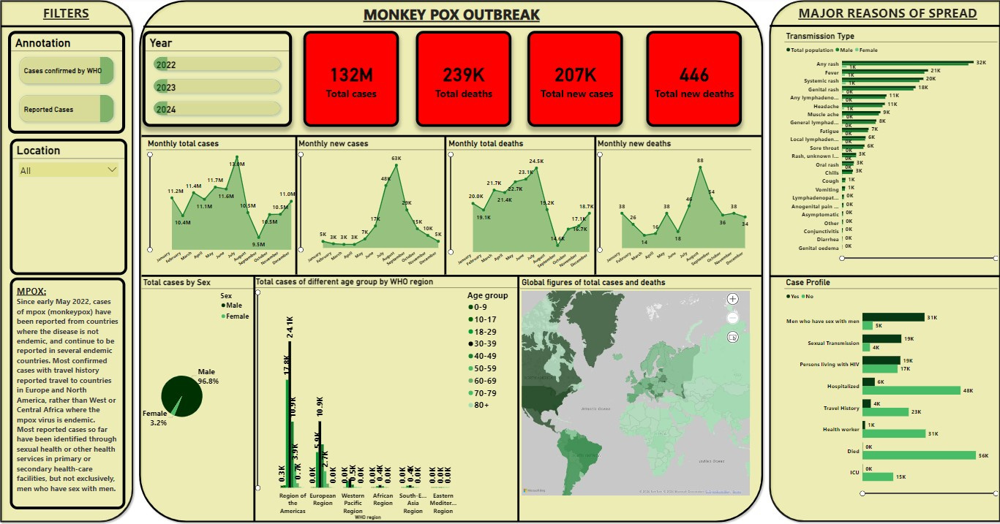 FILTERS
MONKEY POX OUTBREAK
MAJOR REASONS OF SPREAD
Annotation
Cases confirmed by WHO
Reported Cases
Location
All
MPOX:
Since early May 2022, cases
of mpox (monkeypox) have
been reported from countries
where the disease is not
endemic, and continue to be
reported in several endemic
countries. Most confirmed
cases with travel history
reported travel to countries
in Europe and North
America, rather than West or
Central Africa where the
mpox virus is endemic.
Most reported cases so far
have been identified through
sexual health or other health
services in primary or
secondary health-care
facilities, but not exclusively,
men who have sex with men.
Year
2022
2023
2024
132M
Total cases
239K
Total deaths
207K
Total new cases
446
Total new deaths
Monthly total cases
11.2M
10.4M
11.4M
11.1M
11.7M
11.6M
13.0M
10.5M
9.5M
10.5M
10.5M
11.0M
January February March April May June July August September October November December
Monthly new cases
5K 3K 3K 3K 7K 17K 48K 63K 29K 15K 10K 5K
January February March April May June July August September October November December
Monthly total deaths
20.0K
19.1K
21.7K
21.4K
22.7K
23.1K
24.5K
19.2K
14.6K
16.7K
17.1K
18.7K
January February March April May June July August September October November December
Monthly new deaths
38 26 14 16 38 18 46 88 54 36 38 34
January February March April May June July August September October November December
Total cases by Sex
Sex
Male
Female
Male
96.8%
Female
3.2%
Total cases of different age group by WHO region
0.3K 17.8K 24.1K 10.9K 3.9K 0.7K
0.0K 5.9K 10.9K 2.7K 0.0K
0.0K 0.5K 0.0K
0.0K 0.4K 0.0K
0.0K 0.4K 0.0K
0.0K 0.0K 0.0K
Region of
the
Americas
European
Region
Western
Pacific
Region
African
Region
South-E...
Asia
Region
Eastern
Mediter...
Region
WHO region
Age group
0-9
10-17
18-29
30-39
40-49
50-59
60-69
70-79
80+
Global figures of total cases and deaths
Atlantic Ocean
Indian Ocean
Microsoft Bing
Transmission Type
Total population Male Female
Any rash 32K 1K
Fever 21K 1K
Systemic rash 20K 1K
Genital rash 18K 0K
Any lymphadeno... 11K 0K
Headache 11K 1K
Muscle ache 9K 0K
General lymphad... 8K 0K
Fatigue 7K 0K
Local lymphaden... 6K 0K
Sore throat 6K 0K
Rash, unknown l... 3K 0K
Oral rash 3K 0K
Chills 3K
Cough 1K
Vomiting 1K
Lymphadenopat... 0K
Anogenital pain ... 0K
Asymptomatic 0K
Other 0K
Conjunctivitis 0K
Diarrhea 0K
Genital oedema 0K
Case Profile
Yes No
Men who have sex with men 31K 5K
Sexual Transmission 19K 4K
Persons living with HIV 19K 17K
Hospitalized 6K 48K
Travel History 4K 23K
Health worker 1K 31K
Died 0K 56K
ICU 0K 15K